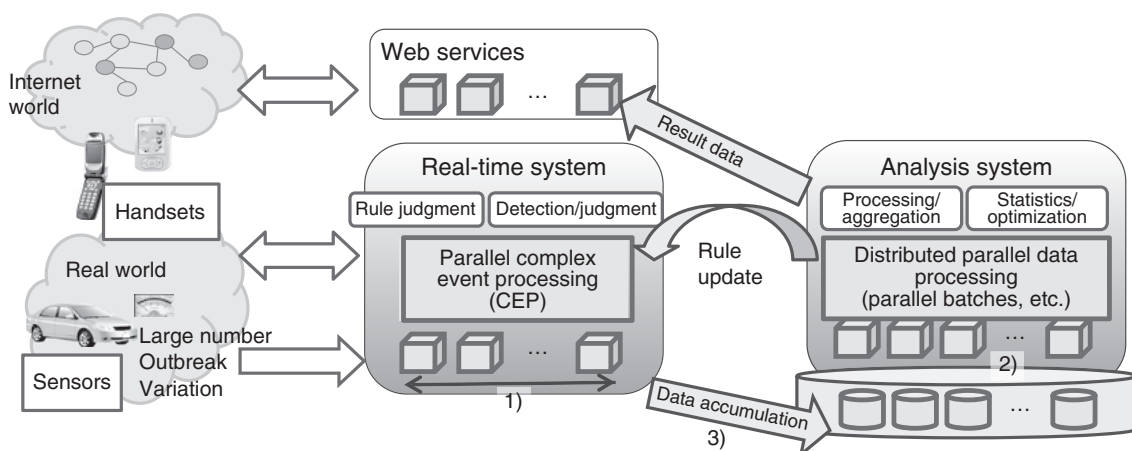 Internet
world
Handsets
Real world
Large number
Outbreak
Variation
Sensors
Web services
...
Real-time system
Rule judgment
Detection/judgment
Parallel complex
event processing
(CEP)
...
1)
Result data
Rule
update
Data accumulation
3)
Analysis system
Processing/
aggregation
Statistics/
optimization
Distributed parallel data
processing
(parallel batches, etc.)
...
2)
...